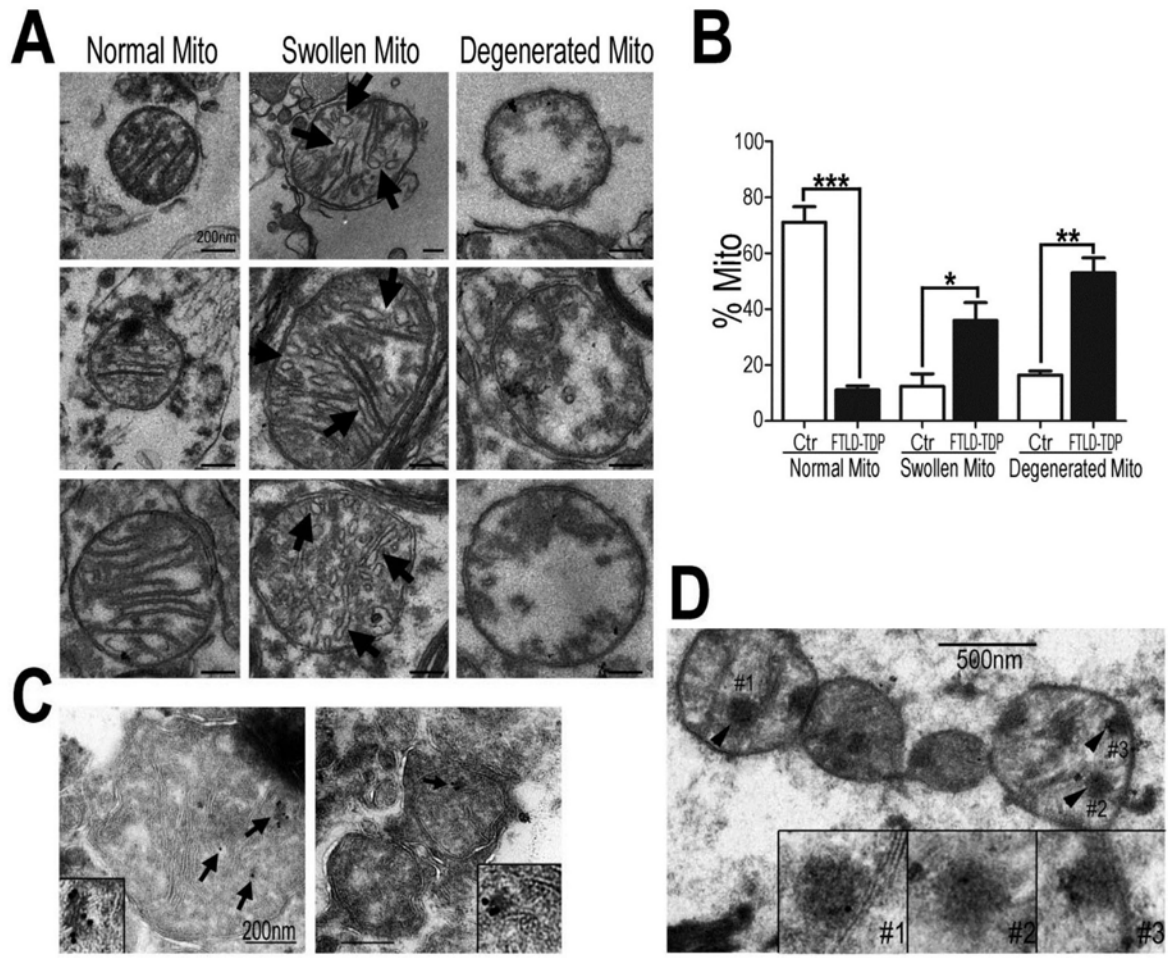 A
Normal Mito
Swollen Mito
Degenerated Mito
200nm
B
% Mito
100
80
60
40
20
0
***
*
**
Ctr FTLD-TDP Ctr FTLD-TDP Ctr FTLD-TDP
Normal Mito Swollen Mito Degenerated Mito
C
200nm
D
500nm
#1
#3
#2
#1
#2
#3